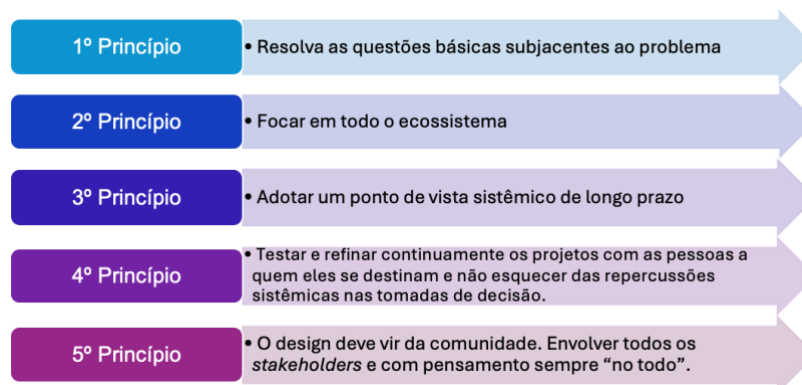 1º Princípio
• Resolva as questões básicas subjacentes ao problema
2º Princípio
• Focar em todo o ecossistema
3º Princípio
• Adotar um ponto de vista sistêmico de longo prazo
4º Princípio
• Testar e refinar continuamente os projetos com as pessoas a
quem eles se destinam e não esquecer das repercussões
sistêmicas nas tomadas de decisão.
5º Princípio
• O design deve vir da comunidade. Envolver todos os
stakeholders e com pensamento sempre “no todo”.